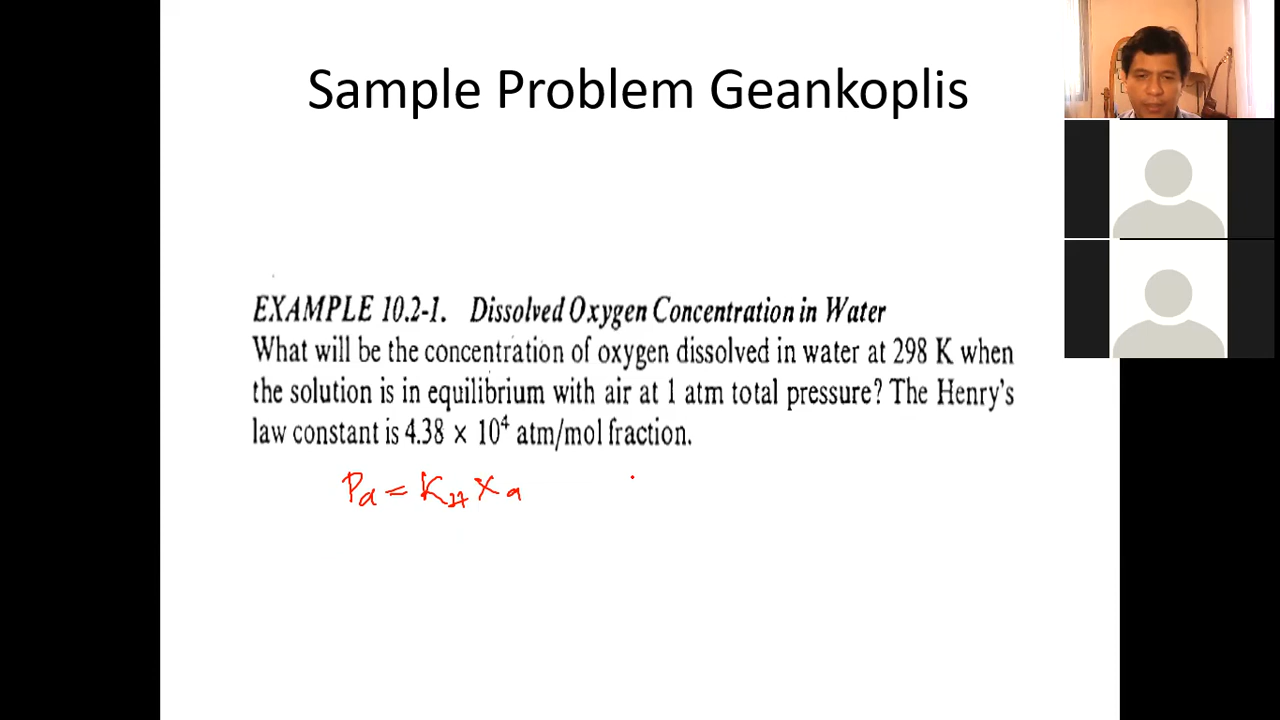 Sample Problem Geankoplis
EXAMPLE 10.2-1. Dissolved Oxygen Concentration in Water
What will be the concentration of oxygen dissolved in water at 298 K when
the solution is in equilibrium with air at 1 atm total pressure? The Henry's
law constant is 4.38 × 10⁴ atm/mol fraction.
Pa = KH Xa